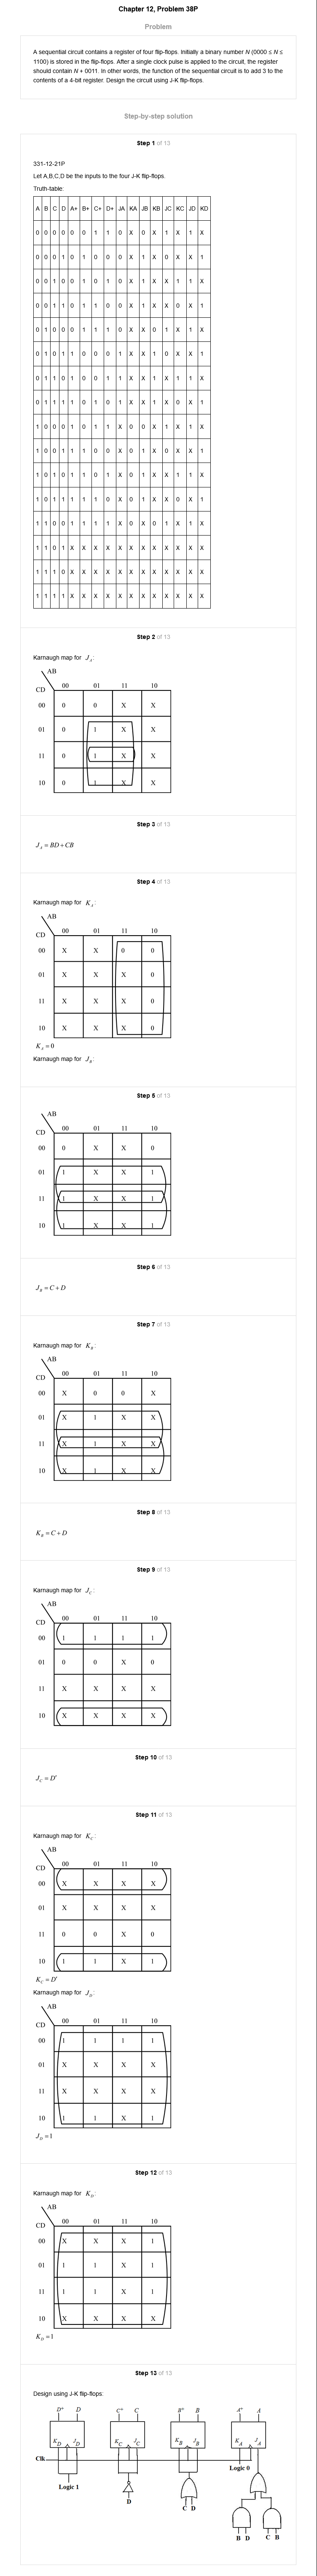 Chapter 12, Problem 38P
Problem
A sequential circuit contains a register of four flip-flops. Initially a binary number N (0000 ≤ N ≤
1100) is stored in the flip-flops. After a single clock pulse is applied to the circuit, the register
should contain N + 0011. In other words, the function of the sequential circuit is to add 3 to the
contents of a 4-bit register. Design the circuit using J-K flip-flops.
Step-by-step solution
Step 1 of 13
331-12-21P
Let A,B,C,D be the inputs to the four J-K flip-flops.
Truth-table:
A B C D A+ B+ C+ D+ JA KA JB KB JC KC JD KD
0 0 0 0 0 0 1 1 0 X 0 X 1 X 1 X
0 0 0 1 0 1 0 0 0 X 1 X 0 X X 1
0 0 1 0 0 1 0 1 0 X 1 X X 1 1 X
0 0 1 1 0 1 1 0 0 X 1 X X 0 X 1
0 1 0 0 0 1 1 1 0 X X 0 1 X 1 X
0 1 0 1 1 0 0 0 1 X X 1 0 X X 1
0 1 1 0 1 0 0 1 1 X X 1 X 1 1 X
0 1 1 1 1 0 1 0 1 X X 1 X 0 X 1
1 0 0 0 1 0 1 1 X 0 0 X 1 X 1 X
1 0 0 1 1 1 0 0 X 0 1 X 0 X X 1
1 0 1 0 1 1 0 1 X 0 1 X X 1 1 X
1 0 1 1 1 1 1 0 X 0 1 X X 0 X 1
1 1 0 0 1 1 1 1 X 0 X 0 1 X 1 X
1 1 0 1 X X X X X X X X X X X X
1 1 1 0 X X X X X X X X X X X X
1 1 1 1 X X X X X X X X X X X X
Step 2 of 13
Karnaugh map for J_A:
AB
CD 00 01 11 10
00 0 0 X X
01 0 1 X X
11 0 1 X X
10 0 1 X X
Step 3 of 13
J_A = BD + CB
Step 4 of 13
Karnaugh map for K_A:
AB
CD 00 01 11 10
00 X X 0 0
01 X X X 0
11 X X X 0
10 X X X 0
K_A = 0
Karnaugh map for J_B:
Step 5 of 13
AB
CD 00 01 11 10
00 0 X X 0
01 1 X X 1
11 1 X X 1
10 1 X X 1
Step 6 of 13
J_B = C + D
Step 7 of 13
Karnaugh map for K_B:
AB
CD 00 01 11 10
00 X 0 0 X
01 X 1 X X
11 X 1 X X
10 X 1 X X
Step 8 of 13
K_B = C + D
Step 9 of 13
Karnaugh map for J_C:
AB
CD 00 01 11 10
00 1 1 1 1
01 0 0 X 0
11 X X X X
10 X X X X
Step 10 of 13
J_C = D'
Step 11 of 13
Karnaugh map for K_C:
AB
CD 00 01 11 10
00 X X X X
01 X X X X
11 0 0 X 0
10 1 1 X 1
K_C = D'
Karnaugh map for J_D:
AB
CD 00 01 11 10
00 1 1 1 1
01 X X X X
11 X X X X
10 1 1 X 1
J_D = 1
Step 12 of 13
Karnaugh map for K_D:
AB
CD 00 01 11 10
00 X X X 1
01 1 1 X 1
11 1 1 X 1
10 X X X X
K_D = 1
Step 13 of 13
Design using J-K flip-flops:
D' D C' C B' B A' A
K_D J_D K_C J_C K_B J_B K_A J_A
Clk
Logic 0
Logic 1
D
C D
B D C B